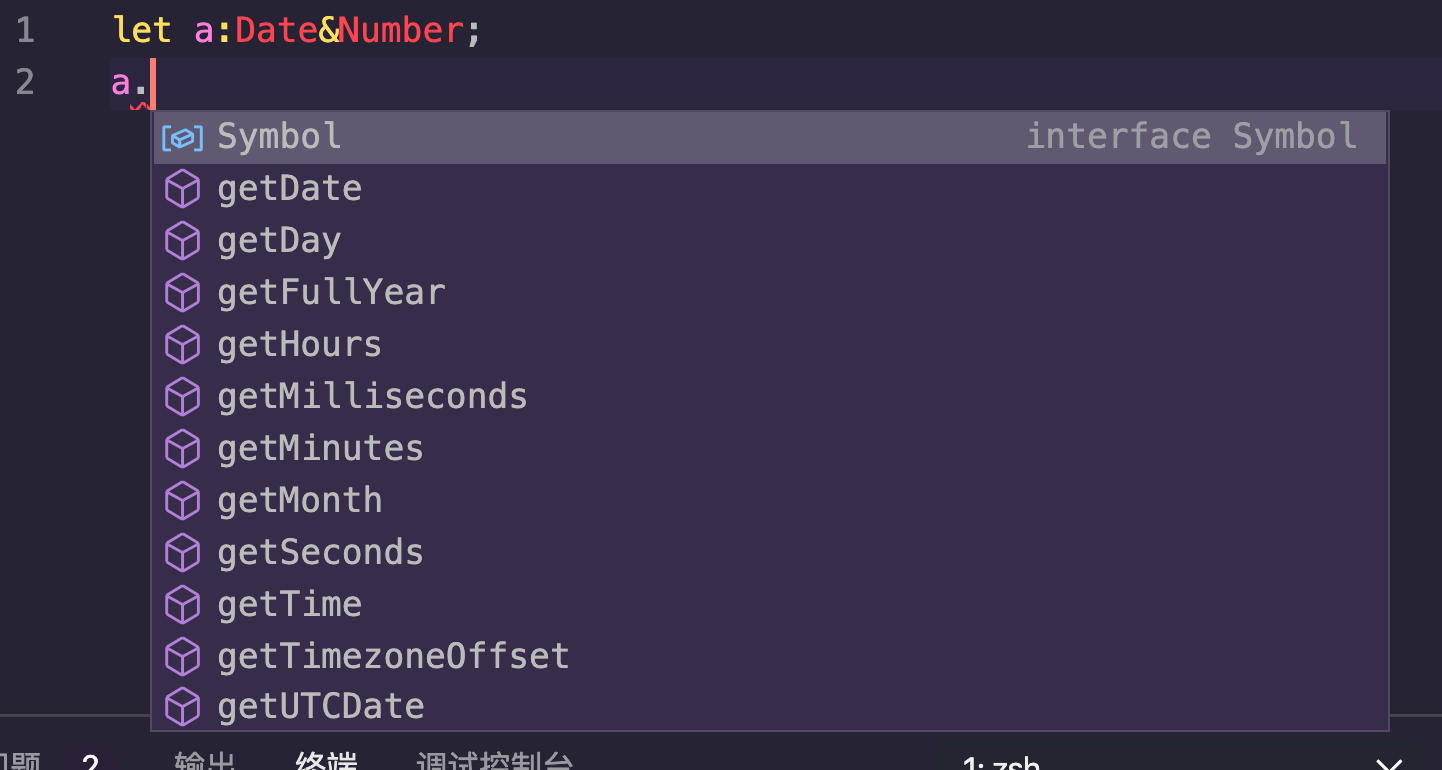 1 let a:Date&Number;
2 a.
Symbol interface Symbol
getDate
getDay
getFullYear
getHours
getMilliseconds
getMinutes
getMonth
getSeconds
getTime
getTimezoneOffset
getUTCDate
题 2 输出 终端 调试控制台 1: zsh